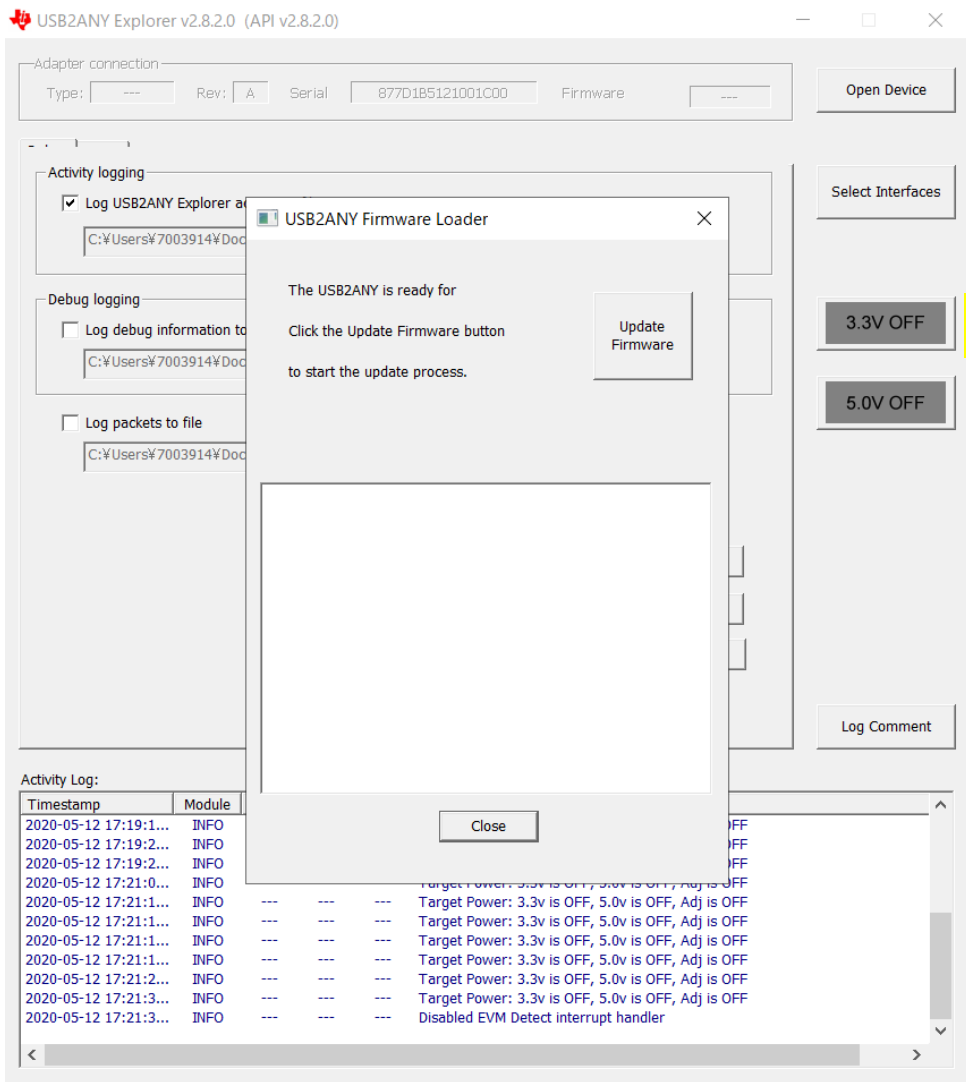 USB2ANY Explorer v2.8.2.0 (API v2.8.2.0)
Adapter connection
Type: --- Rev: A Serial 877D1B5121001C00 Firmware ---
Open Device
Activity logging
Log USB2ANY Explorer
C:¥Users¥7003914¥Doc
Select Interfaces
USB2ANY Firmware Loader
The USB2ANY is ready for
Click the Update Firmware button
to start the update process.
Update
Firmware
Debug logging
Log debug information to
C:¥Users¥7003914¥Doc
Log packets to file
C:¥Users¥7003914¥Doc
3.3V OFF
5.0V OFF
Log Comment
Close
Activity Log:
Timestamp Module
2020-05-12 17:19:1... INFO
2020-05-12 17:19:2... INFO
2020-05-12 17:19:2... INFO
2020-05-12 17:21:0... INFO Target Power: 3.3v is OFF, 5.0v is OFF, Adj is OFF
2020-05-12 17:21:1... INFO --- --- --- Target Power: 3.3v is OFF, 5.0v is OFF, Adj is OFF
2020-05-12 17:21:1... INFO --- --- --- Target Power: 3.3v is OFF, 5.0v is OFF, Adj is OFF
2020-05-12 17:21:1... INFO --- --- --- Target Power: 3.3v is OFF, 5.0v is OFF, Adj is OFF
2020-05-12 17:21:1... INFO --- --- --- Target Power: 3.3v is OFF, 5.0v is OFF, Adj is OFF
2020-05-12 17:21:2... INFO --- --- --- Target Power: 3.3v is OFF, 5.0v is OFF, Adj is OFF
2020-05-12 17:21:3... INFO --- --- --- Target Power: 3.3v is OFF, 5.0v is OFF, Adj is OFF
2020-05-12 17:21:3... INFO --- --- --- Disabled EVM Detect interrupt handler